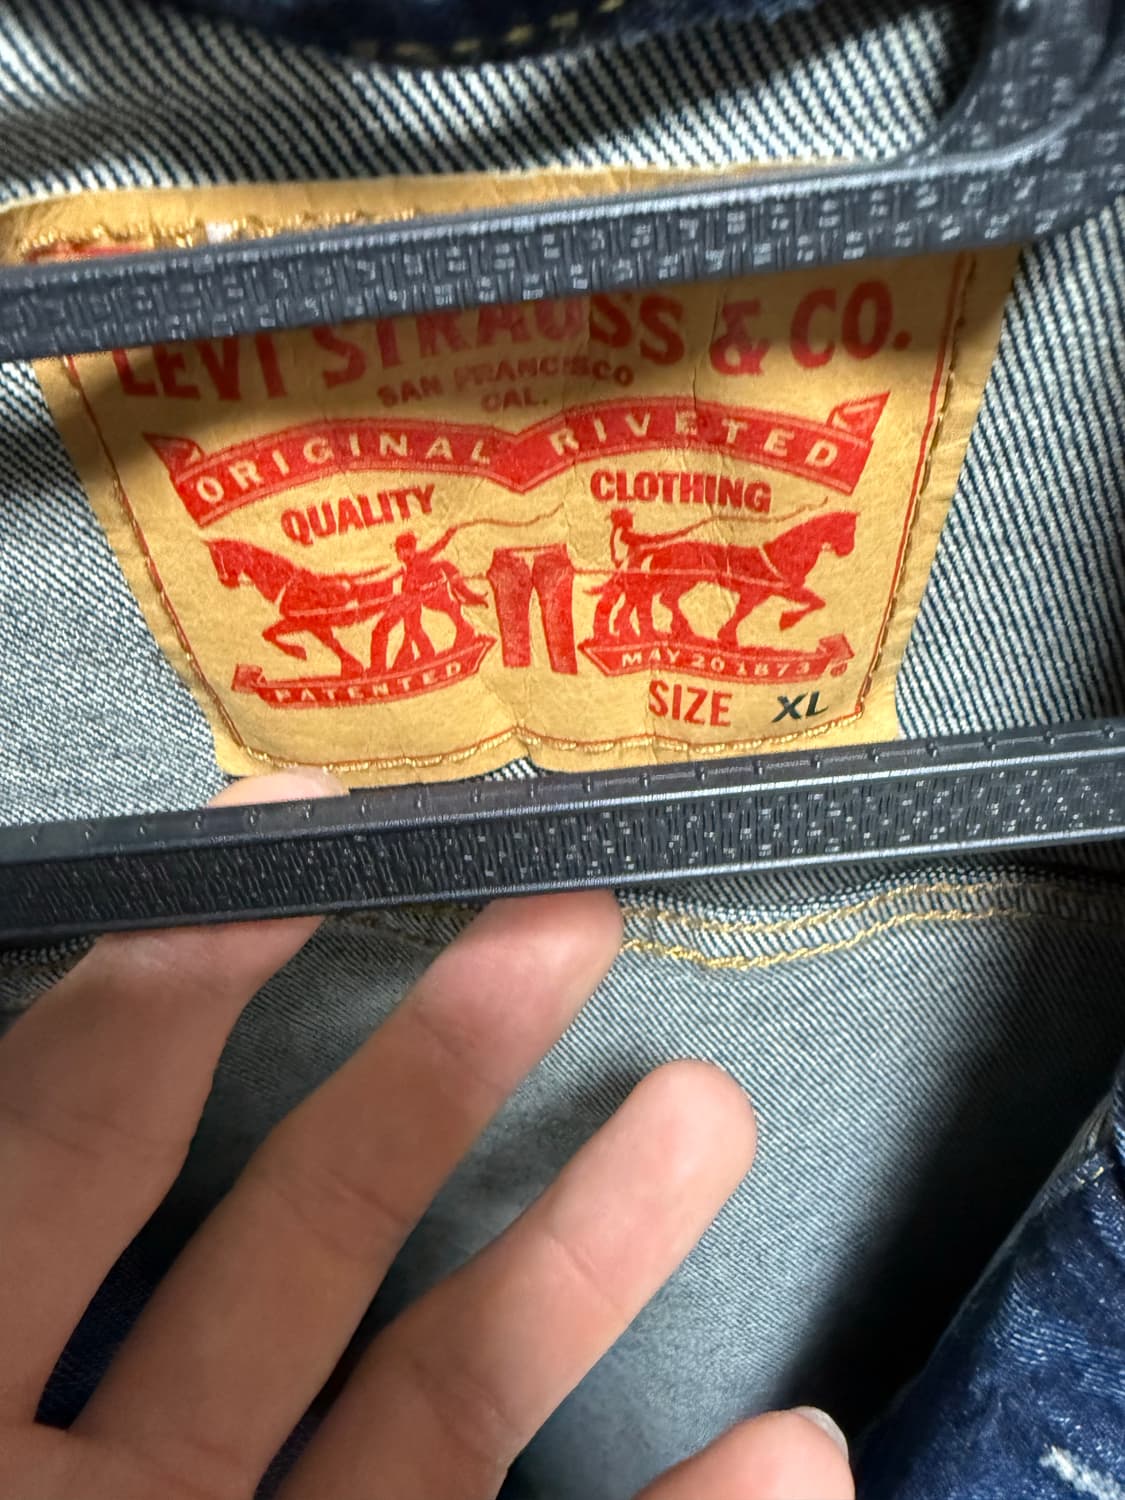 LEVI STRAUSS & CO.
SAN FRANCISCO
CAL.
ORIGINAL RIVETED
QUALITY CLOTHING
PATENTED MAY 20 1873
SIZE XL